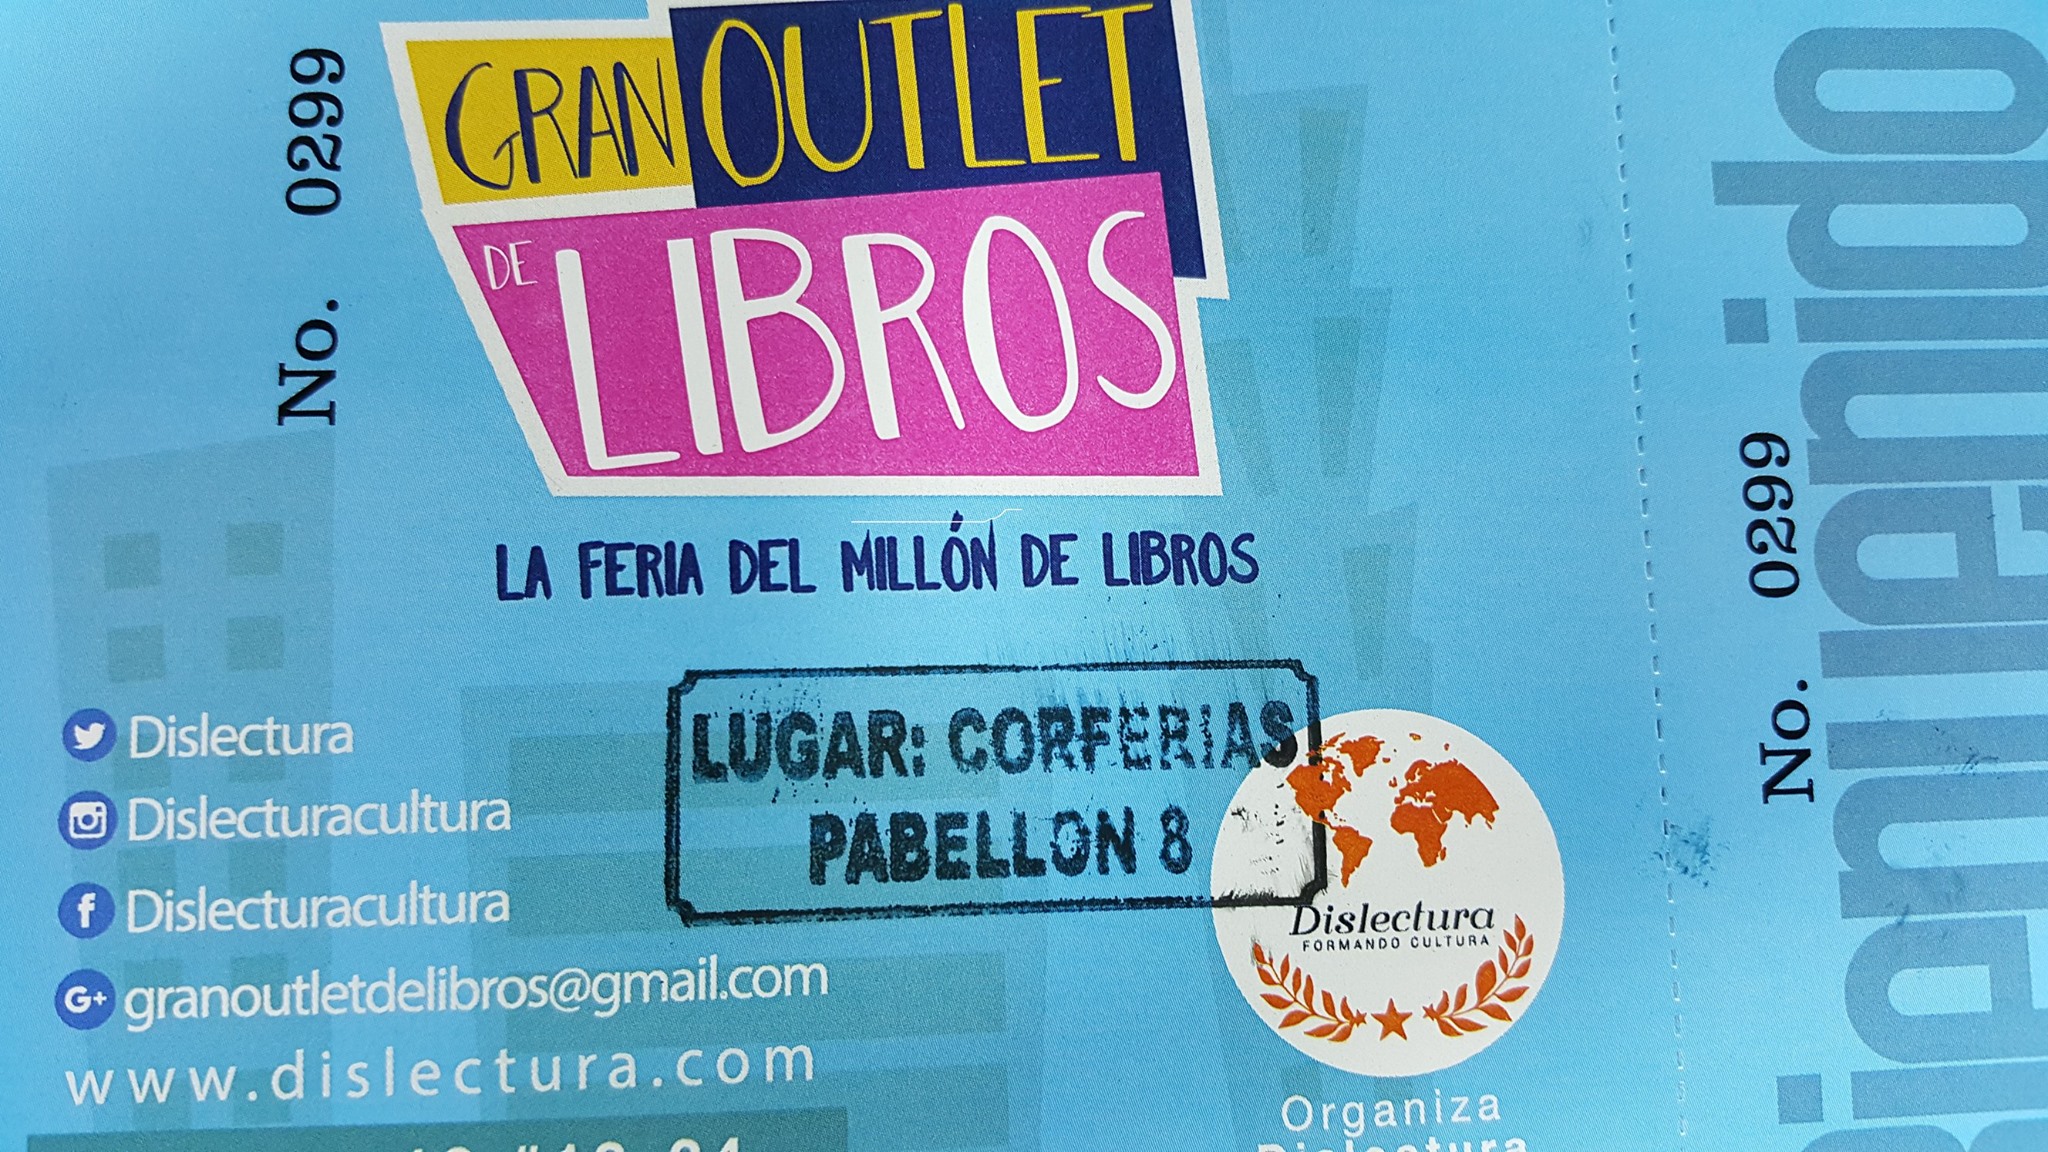 No. 0299
GRAN OUTLET
DE LIBROS
LA FERIA DEL MILLÓN DE LIBROS
LUGAR: CORFERIAS
PABELLON 8
Dislectura
Dislecturacultura
Dislecturacultura
G+ granoutletdelibros@gmail.com
www.dislectura.com
Dislectura
FORMANDO CULTURA
Organiza
Dislectura
No. 0299